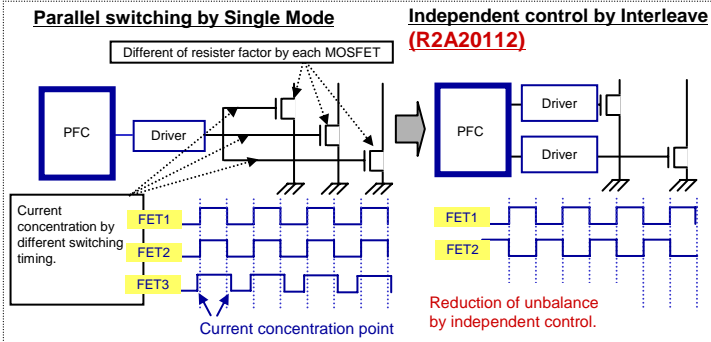 Parallel switching by Single Mode
Different of resister factor by each MOSFET
PFC
Driver
Current
concentration by
different switching
timing.
FET1
FET2
FET3
Current concentration point
Independent control by Interleave
(R2A20112)
PFC
Driver
Driver
FET1
FET2
Reduction of unbalance
by independent control.